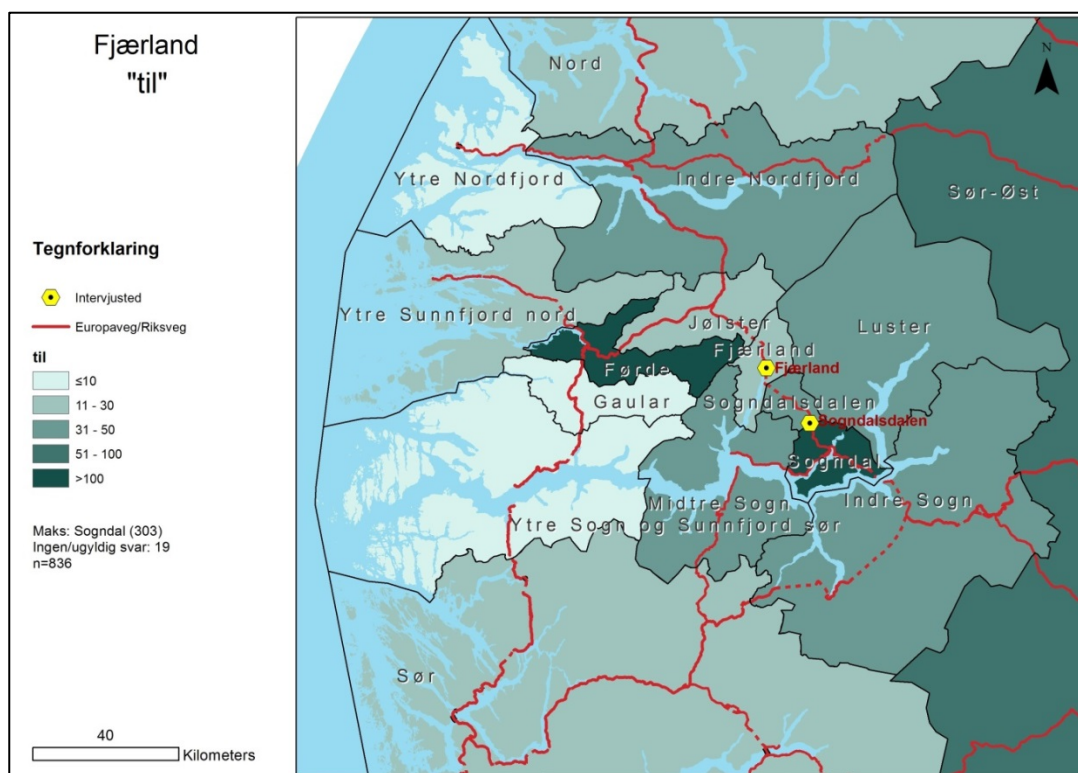 Fjærland
"til"
Tegnforklaring
Intervjusted
Europaveg/Riksveg
til
≤10
11 - 30
31 - 50
51 - 100
>100
Maks: Sogndal (303)
Ingen/ugyldig svar: 19
n=836
40
Kilometers
N
Nord
Ytre Nordfjord
Indre Nordfjord
Sør-Øst
Ytre Sunnfjord nord
Jølster
Luster
Fjærland
Førde
Fjærland
Gaular
Sogndalsdalen
Sogndalsdalen
Sogndal
Midtre Sogn
Indre Sogn
Ytre Sogn og Sunnfjord sør
Sør